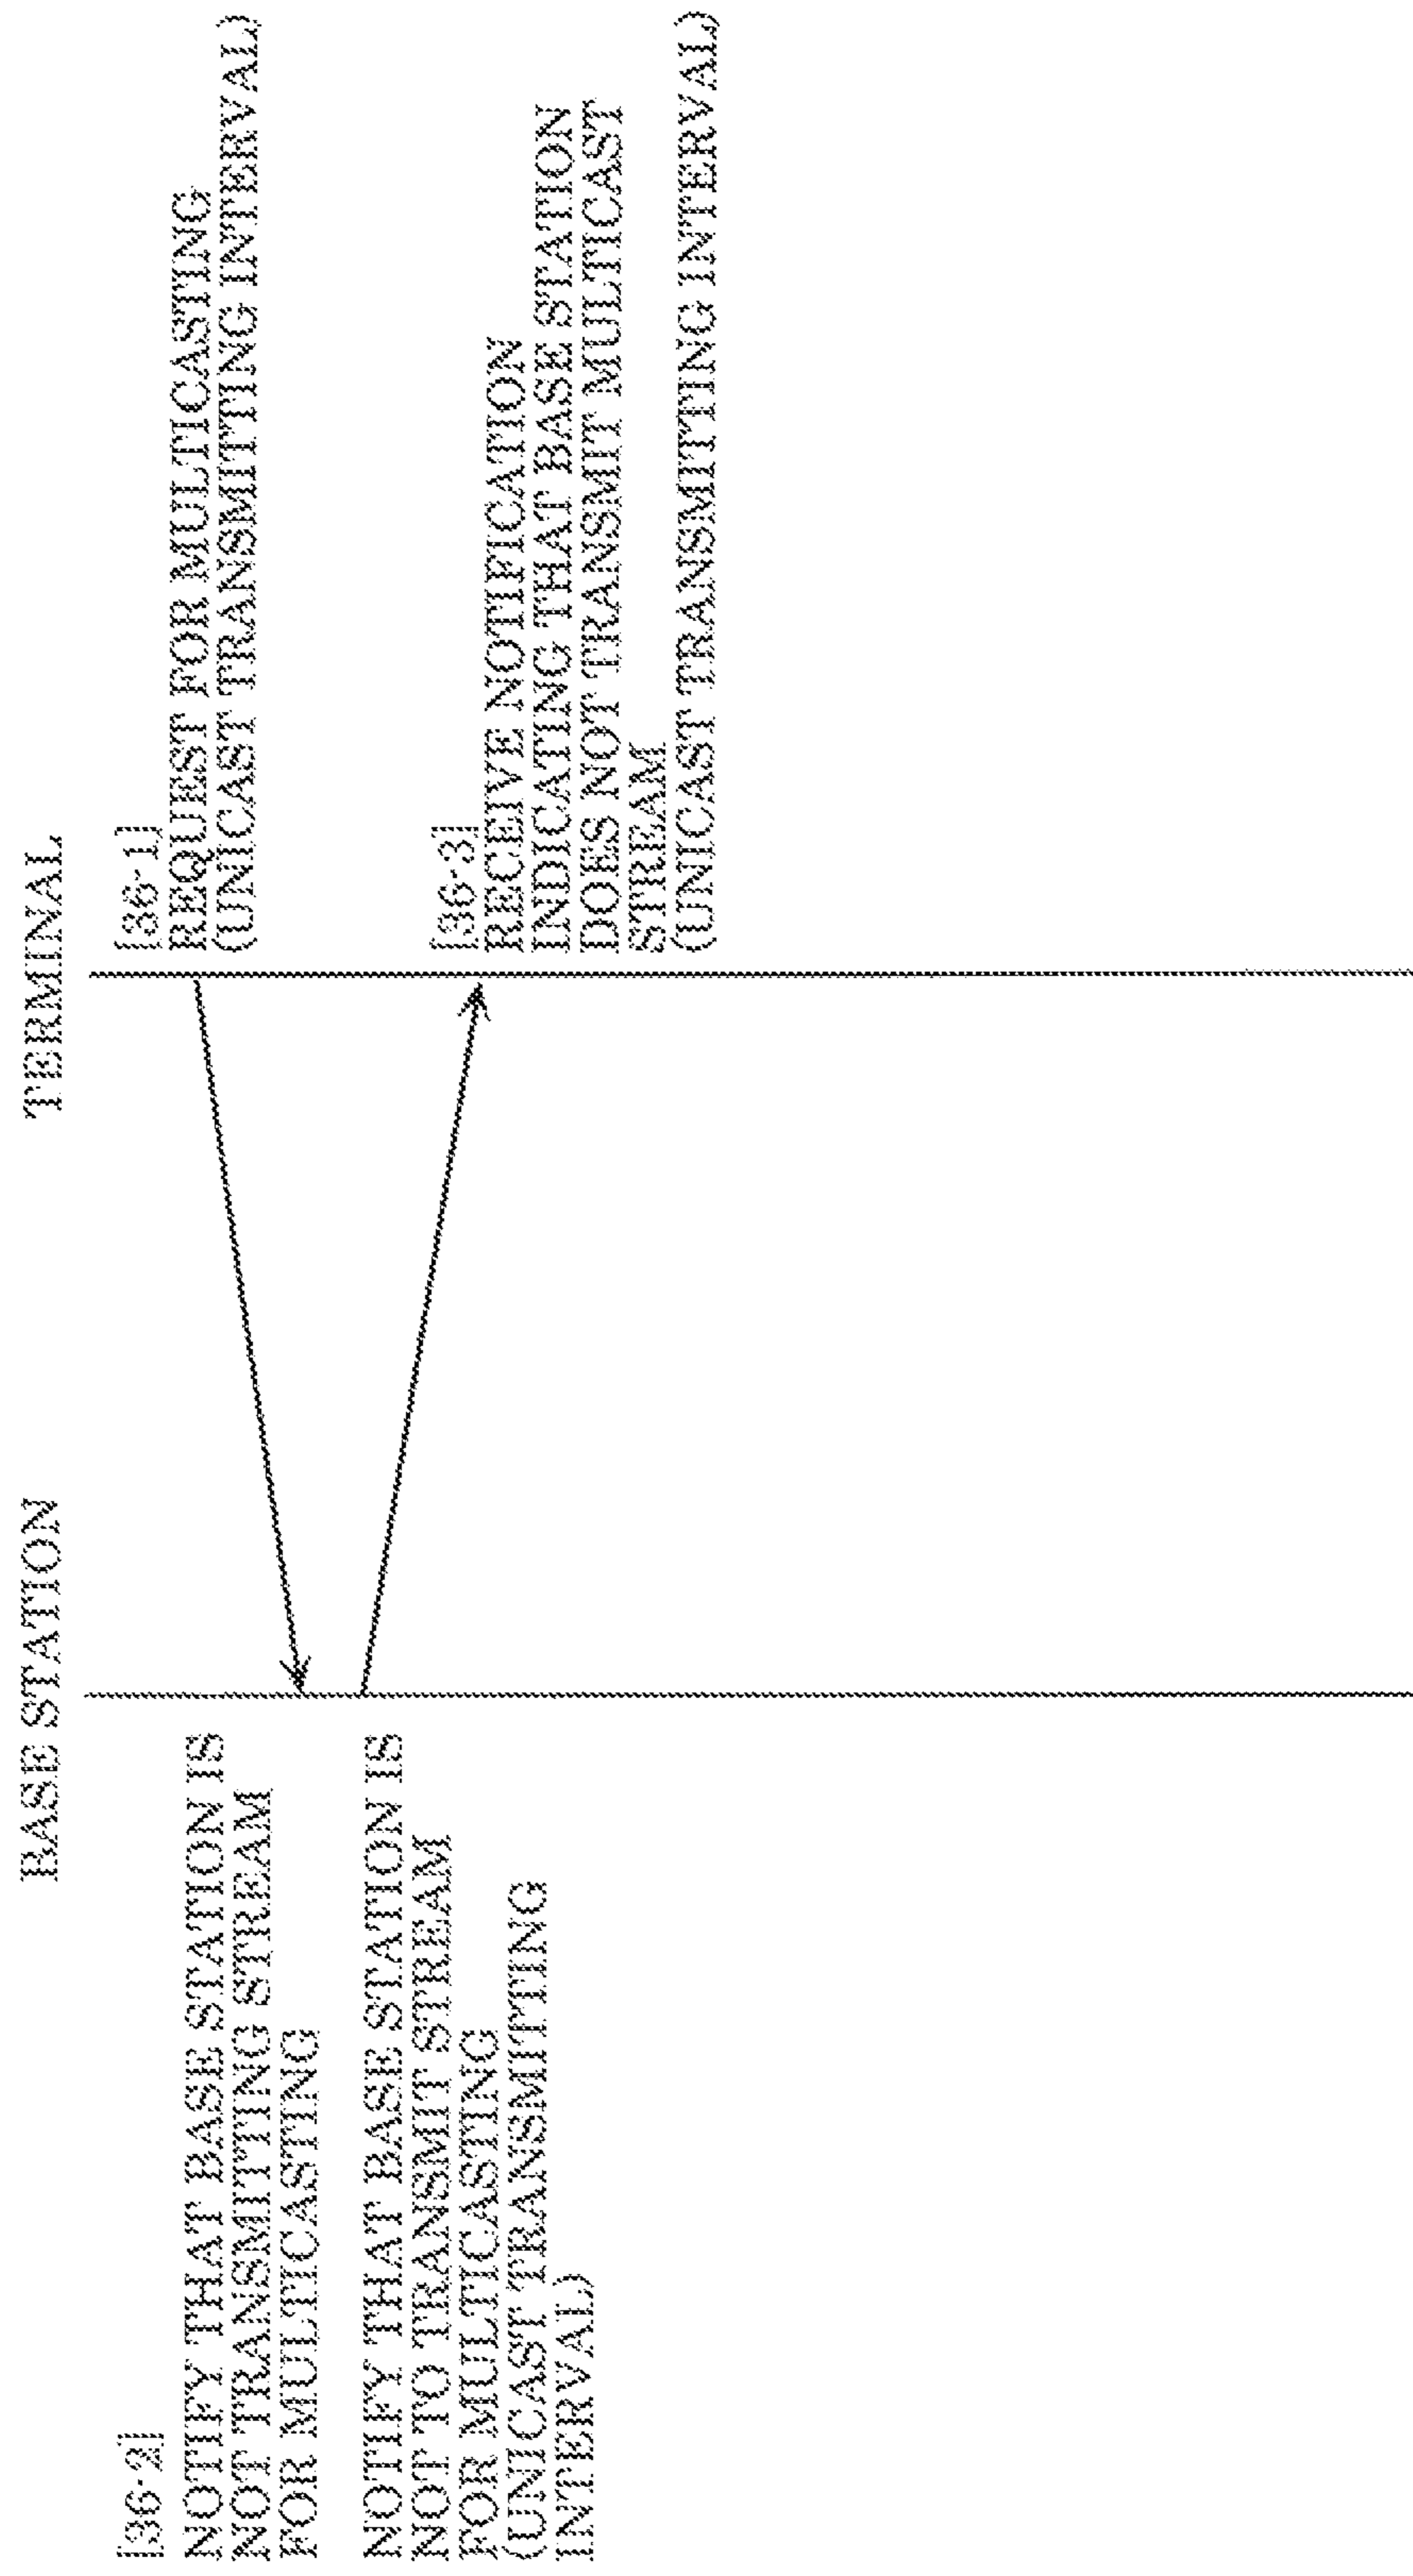 BASE STATION
TERMINAL
[36-1]
REQUEST FOR MULTICASTING
(UNICAST TRANSMITTING INTERVAL)
[36-2]
NOTIFY THAT BASE STATION IS
NOT TRANSMITTING STREAM
FOR MULTICASTING
NOTIFY THAT BASE STATION IS
NOT TO TRANSMIT STREAM
FOR MULTICASTING
(UNICAST TRANSMITTING
INTERVAL)
[36-3]
RECEIVE NOTIFICATION
INDICATING THAT BASE STATION
DOES NOT TRANSMIT MULTICAST
STREAM
(UNICAST TRANSMITTING INTERVAL)